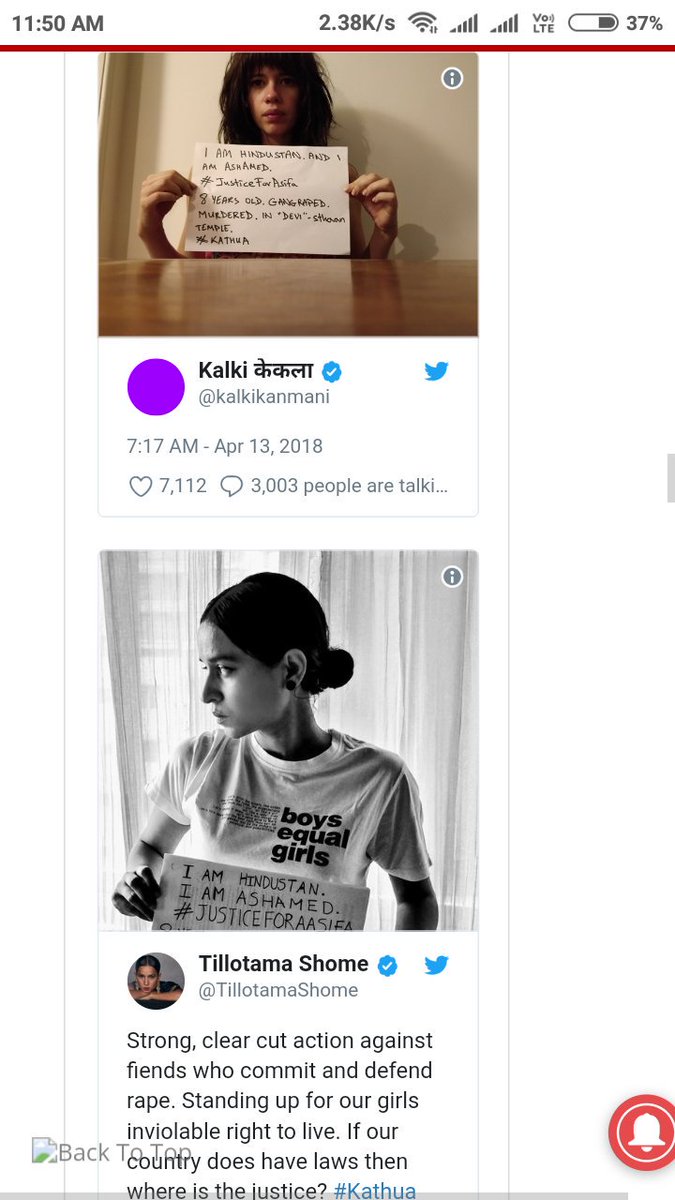 11:50 AM 2.38K/s Vo) LTE 37%
I AM HINDUSTAN. AND I
AM ASHAMED.
# JusticeForAsifa
8 YEARS OLD. GANGRAPED.
MURDERED. IN "DEVI"-sthaan
TEMPLE.
# KATHUA
Kalki केकला
@kalkikanmani
7:17 AM - Apr 13, 2018
7,112 3,003 people are talki...
boys
equal
girls
I AM HINDUSTAN.
I AM ASHAMED.
#JUSTICEFORAASIFA
Tillotama Shome
@TillotamaShome
Strong, clear cut action against
fiends who commit and defend
rape. Standing up for our girls
inviolable right to live. If our
Back To Top
country does have laws then
where is the justice? #Kathua